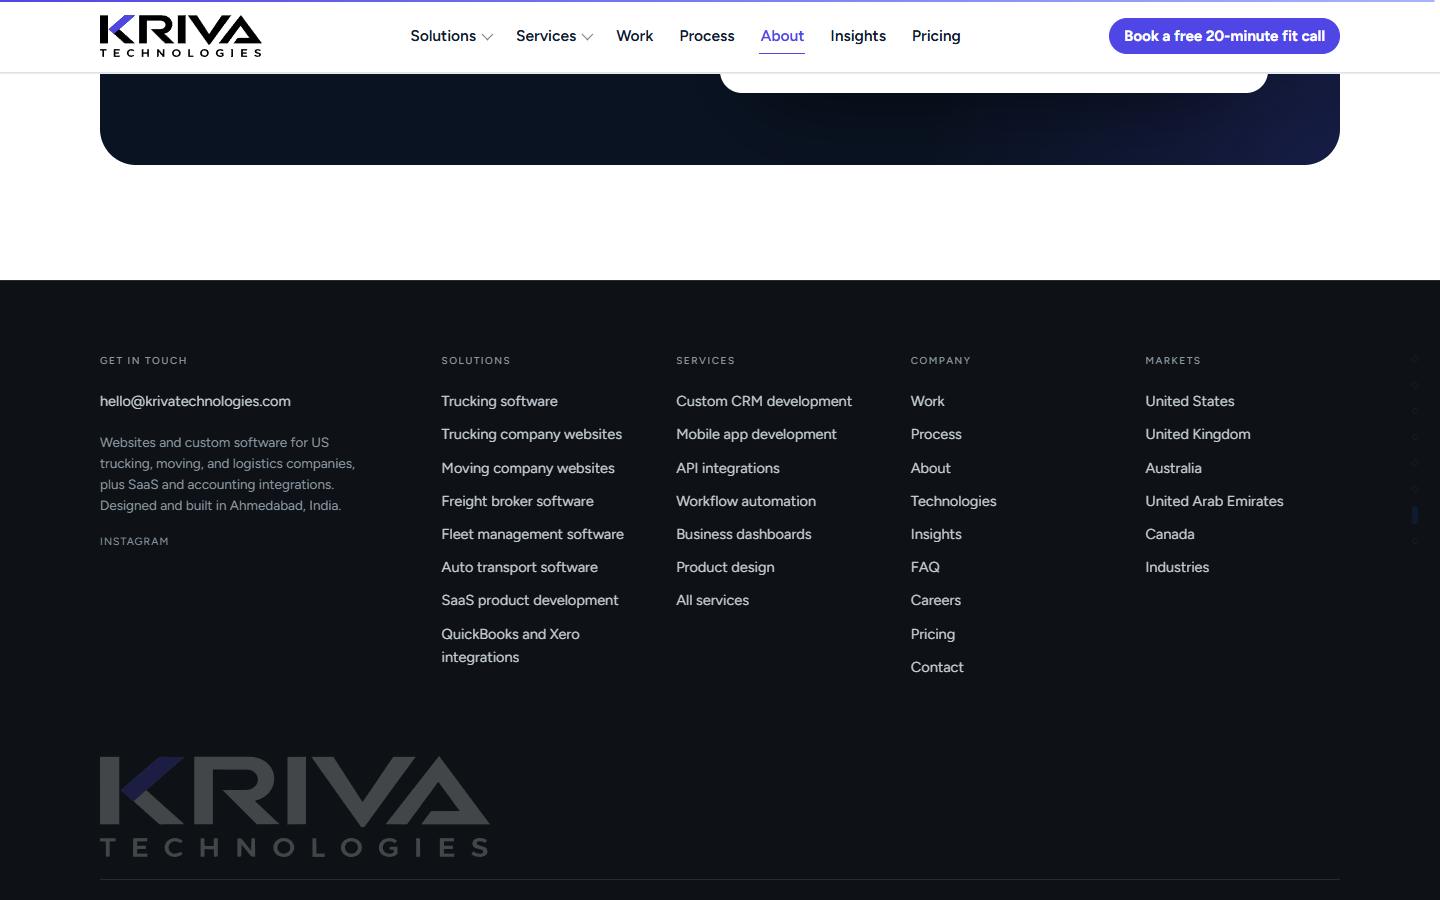 KRIVA
TECHNOLOGIES
Solutions
Services
Work
Process
About
Insights
Pricing
Book a free 20-minute fit call
GET IN TOUCH
hello@krivatechnologies.com
Websites and custom software for US
trucking, moving, and logistics companies,
plus SaaS and accounting integrations.
Designed and built in Ahmedabad, India.
INSTAGRAM
SOLUTIONS
Trucking software
Trucking company websites
Moving company websites
Freight broker software
Fleet management software
Auto transport software
SaaS product development
QuickBooks and Xero
integrations
SERVICES
Custom CRM development
Mobile app development
API integrations
Workflow automation
Business dashboards
Product design
All services
COMPANY
Work
Process
About
Technologies
Insights
FAQ
Careers
Pricing
Contact
MARKETS
United States
United Kingdom
Australia
United Arab Emirates
Canada
Industries
KRIVA
TECHNOLOGIES